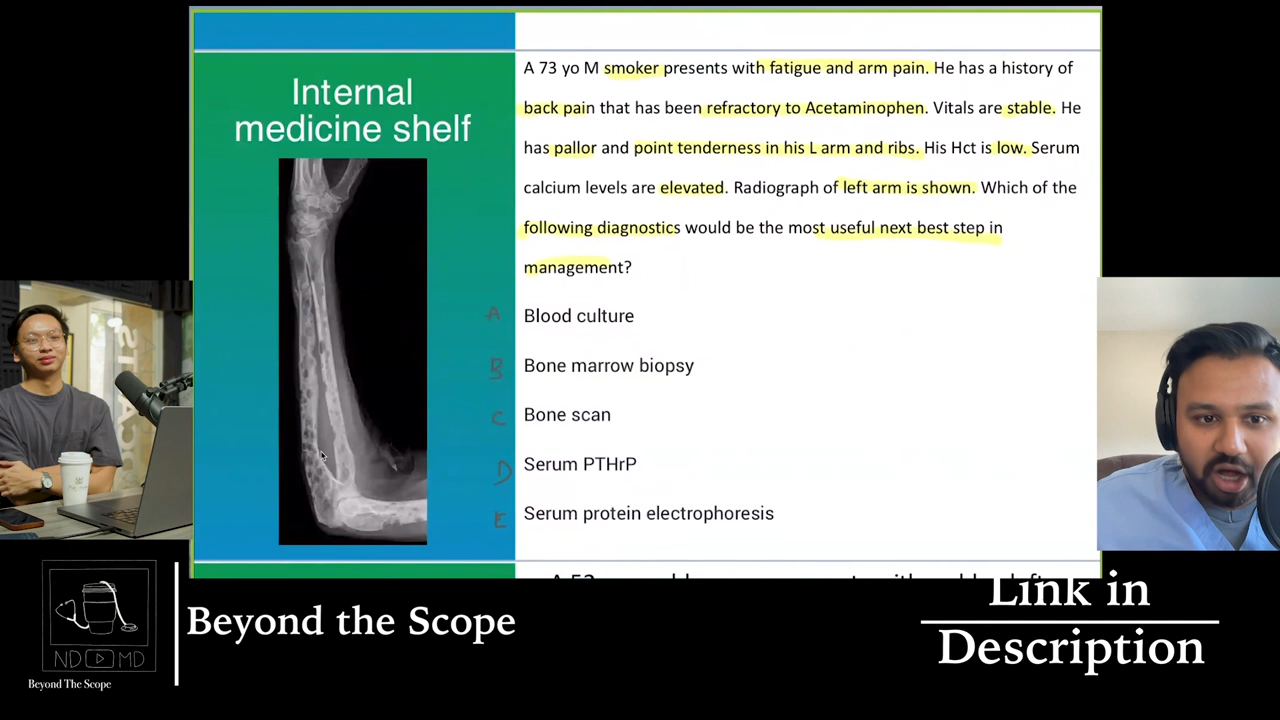 Internal
medicine shelf
A 73 yo M smoker presents with fatigue and arm pain. He has a history of
back pain that has been refractory to Acetaminophen. Vitals are stable. He
has pallor and point tenderness in his L arm and ribs. His Hct is low. Serum
calcium levels are elevated. Radiograph of left arm is shown. Which of the
following diagnostics would be the most useful next best step in
management?
A Blood culture
B Bone marrow biopsy
C Bone scan
D Serum PTHrP
E Serum protein electrophoresis
ND MD
Beyond The Scope
Beyond the Scope
Link in
Description